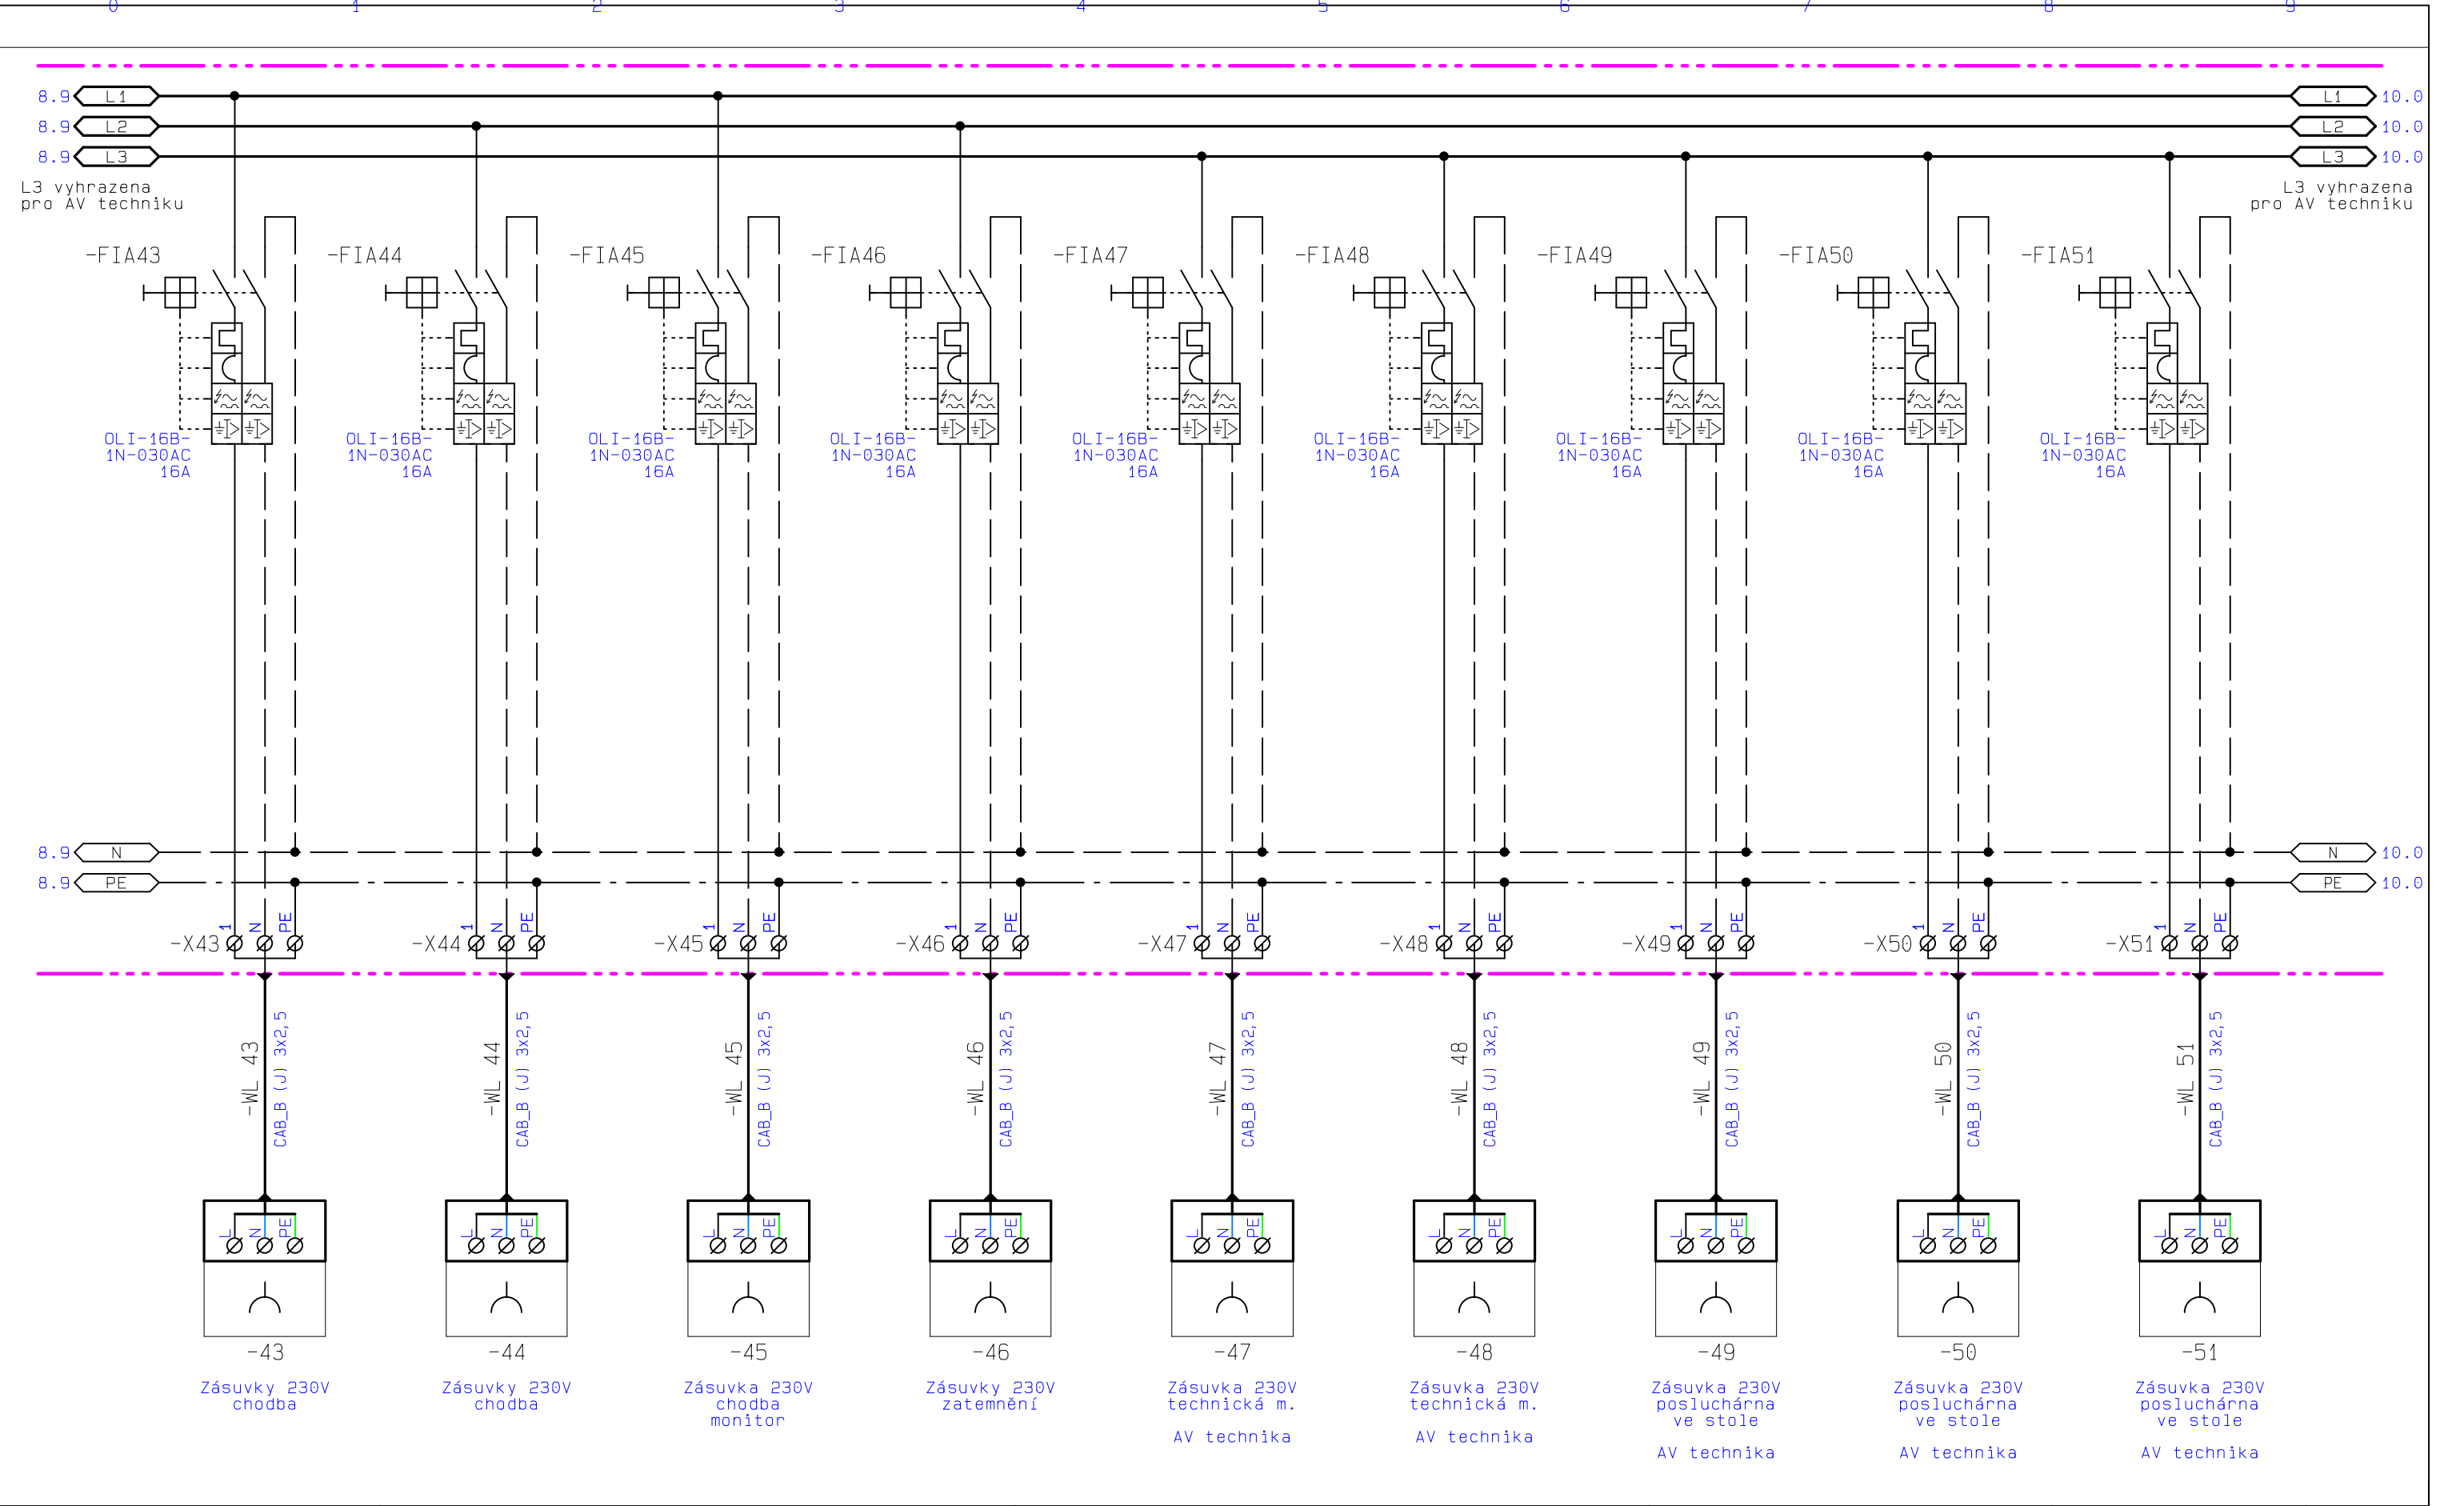 0 1 2 3 4 5 6 7 8 9
8.9 L1 L1 10.0
8.9 L2 L2 10.0
8.9 L3 L3 10.0
L3 vyhrazena
pro AV techniku
L3 vyhrazena
pro AV techniku
-FIA43 -FIA44 -FIA45 -FIA46 -FIA47 -FIA48 -FIA49 -FIA50 -FIA51
OLI-16B- OLI-16B- OLI-16B- OLI-16B- OLI-16B- OLI-16B- OLI-16B- OLI-16B- OLI-16B-
1N-030AC 1N-030AC 1N-030AC 1N-030AC 1N-030AC 1N-030AC 1N-030AC 1N-030AC 1N-030AC
16A 16A 16A 16A 16A 16A 16A 16A 16A
8.9 N N 10.0
8.9 PE PE 10.0
1 N PE 1 N PE 1 N PE 1 N PE 1 N PE 1 N PE 1 N PE 1 N PE 1 N PE
-X43 -X44 -X45 -X46 -X47 -X48 -X49 -X50 -X51
-WL 43
CAB_B (J) 3x2,5
-WL 44
CAB_B (J) 3x2,5
-WL 45
CAB_B (J) 3x2,5
-WL 46
CAB_B (J) 3x2,5
-WL 47
CAB_B (J) 3x2,5
-WL 48
CAB_B (J) 3x2,5
-WL 49
CAB_B (J) 3x2,5
-WL 50
CAB_B (J) 3x2,5
-WL 51
CAB_B (J) 3x2,5
L N PE L N PE L N PE L N PE L N PE L N PE L N PE L N PE L N PE
-43
Zásuvky 230V
chodba
-44
Zásuvky 230V
chodba
-45
Zásuvka 230V
chodba
monitor
-46
Zásuvky 230V
zatemnění
-47
Zásuvka 230V
technická m.
AV technika
-48
Zásuvka 230V
technická m.
AV technika
-49
Zásuvka 230V
posluchárna
ve stole
AV technika
-50
Zásuvka 230V
posluchárna
ve stole
AV technika
-51
Zásuvka 230V
posluchárna
ve stole
AV technika